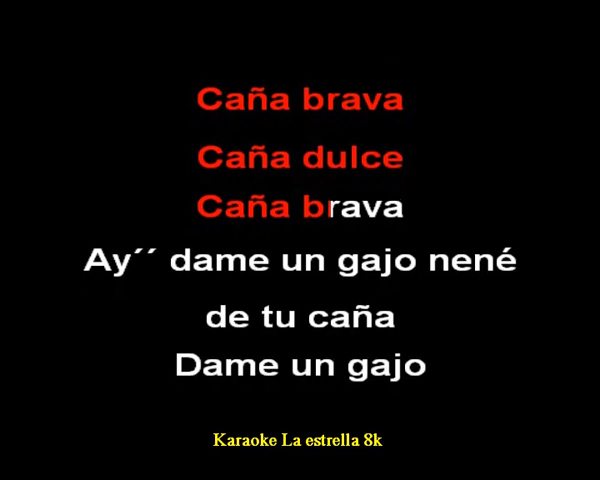 Caña brava
Caña dulce
Caña brava
Ay´´ dame un gajo nené
de tu caña
Dame un gajo
Karaoke La estrella 8k